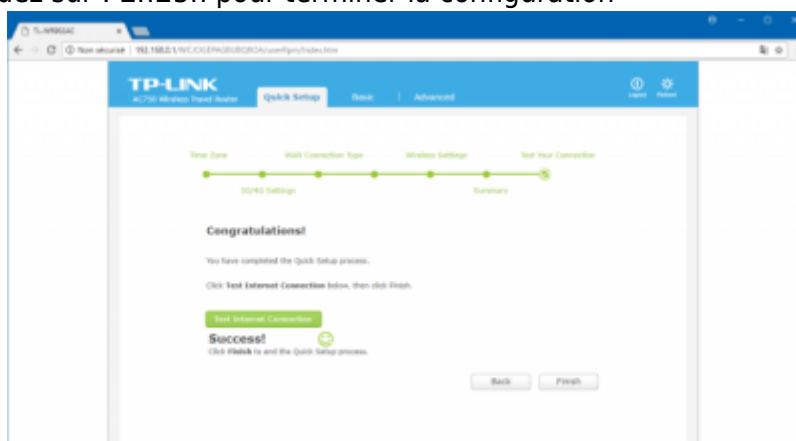 pour terminer la configuration
Non sécurisé
TP-LINK
AC750 Wireless Travel Router
Quick Setup
Basic
Advanced
Logout
Reboot
Time Zone
WAN Connection Type
Wireless Settings
Test Your Connection
3G/4G Settings
Summary
Congratulations!
You have completed the Quick Setup process.
Click Test Internet Connection below, then click Finish.
Test Internet Connection
Success!
Click Finish to end the Quick Setup process.
Back
Finish